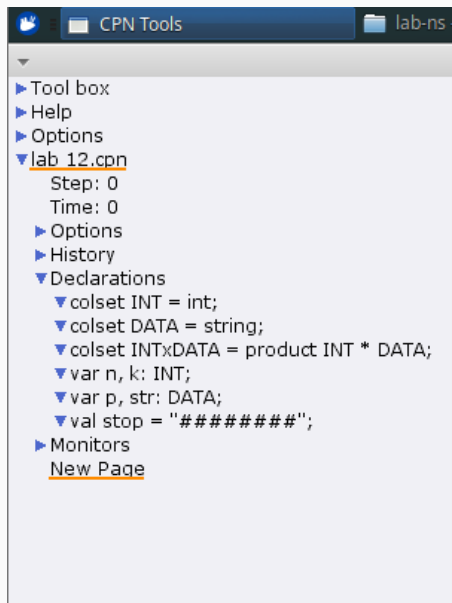 CPN Tools
lab-ns
Tool box
Help
Options
lab 12.cpn
Step: 0
Time: 0
Options
History
Declarations
colset INT = int;
colset DATA = string;
colset INTxDATA = product INT * DATA;
var n, k: INT;
var p, str: DATA;
val stop = "########";
Monitors
New Page